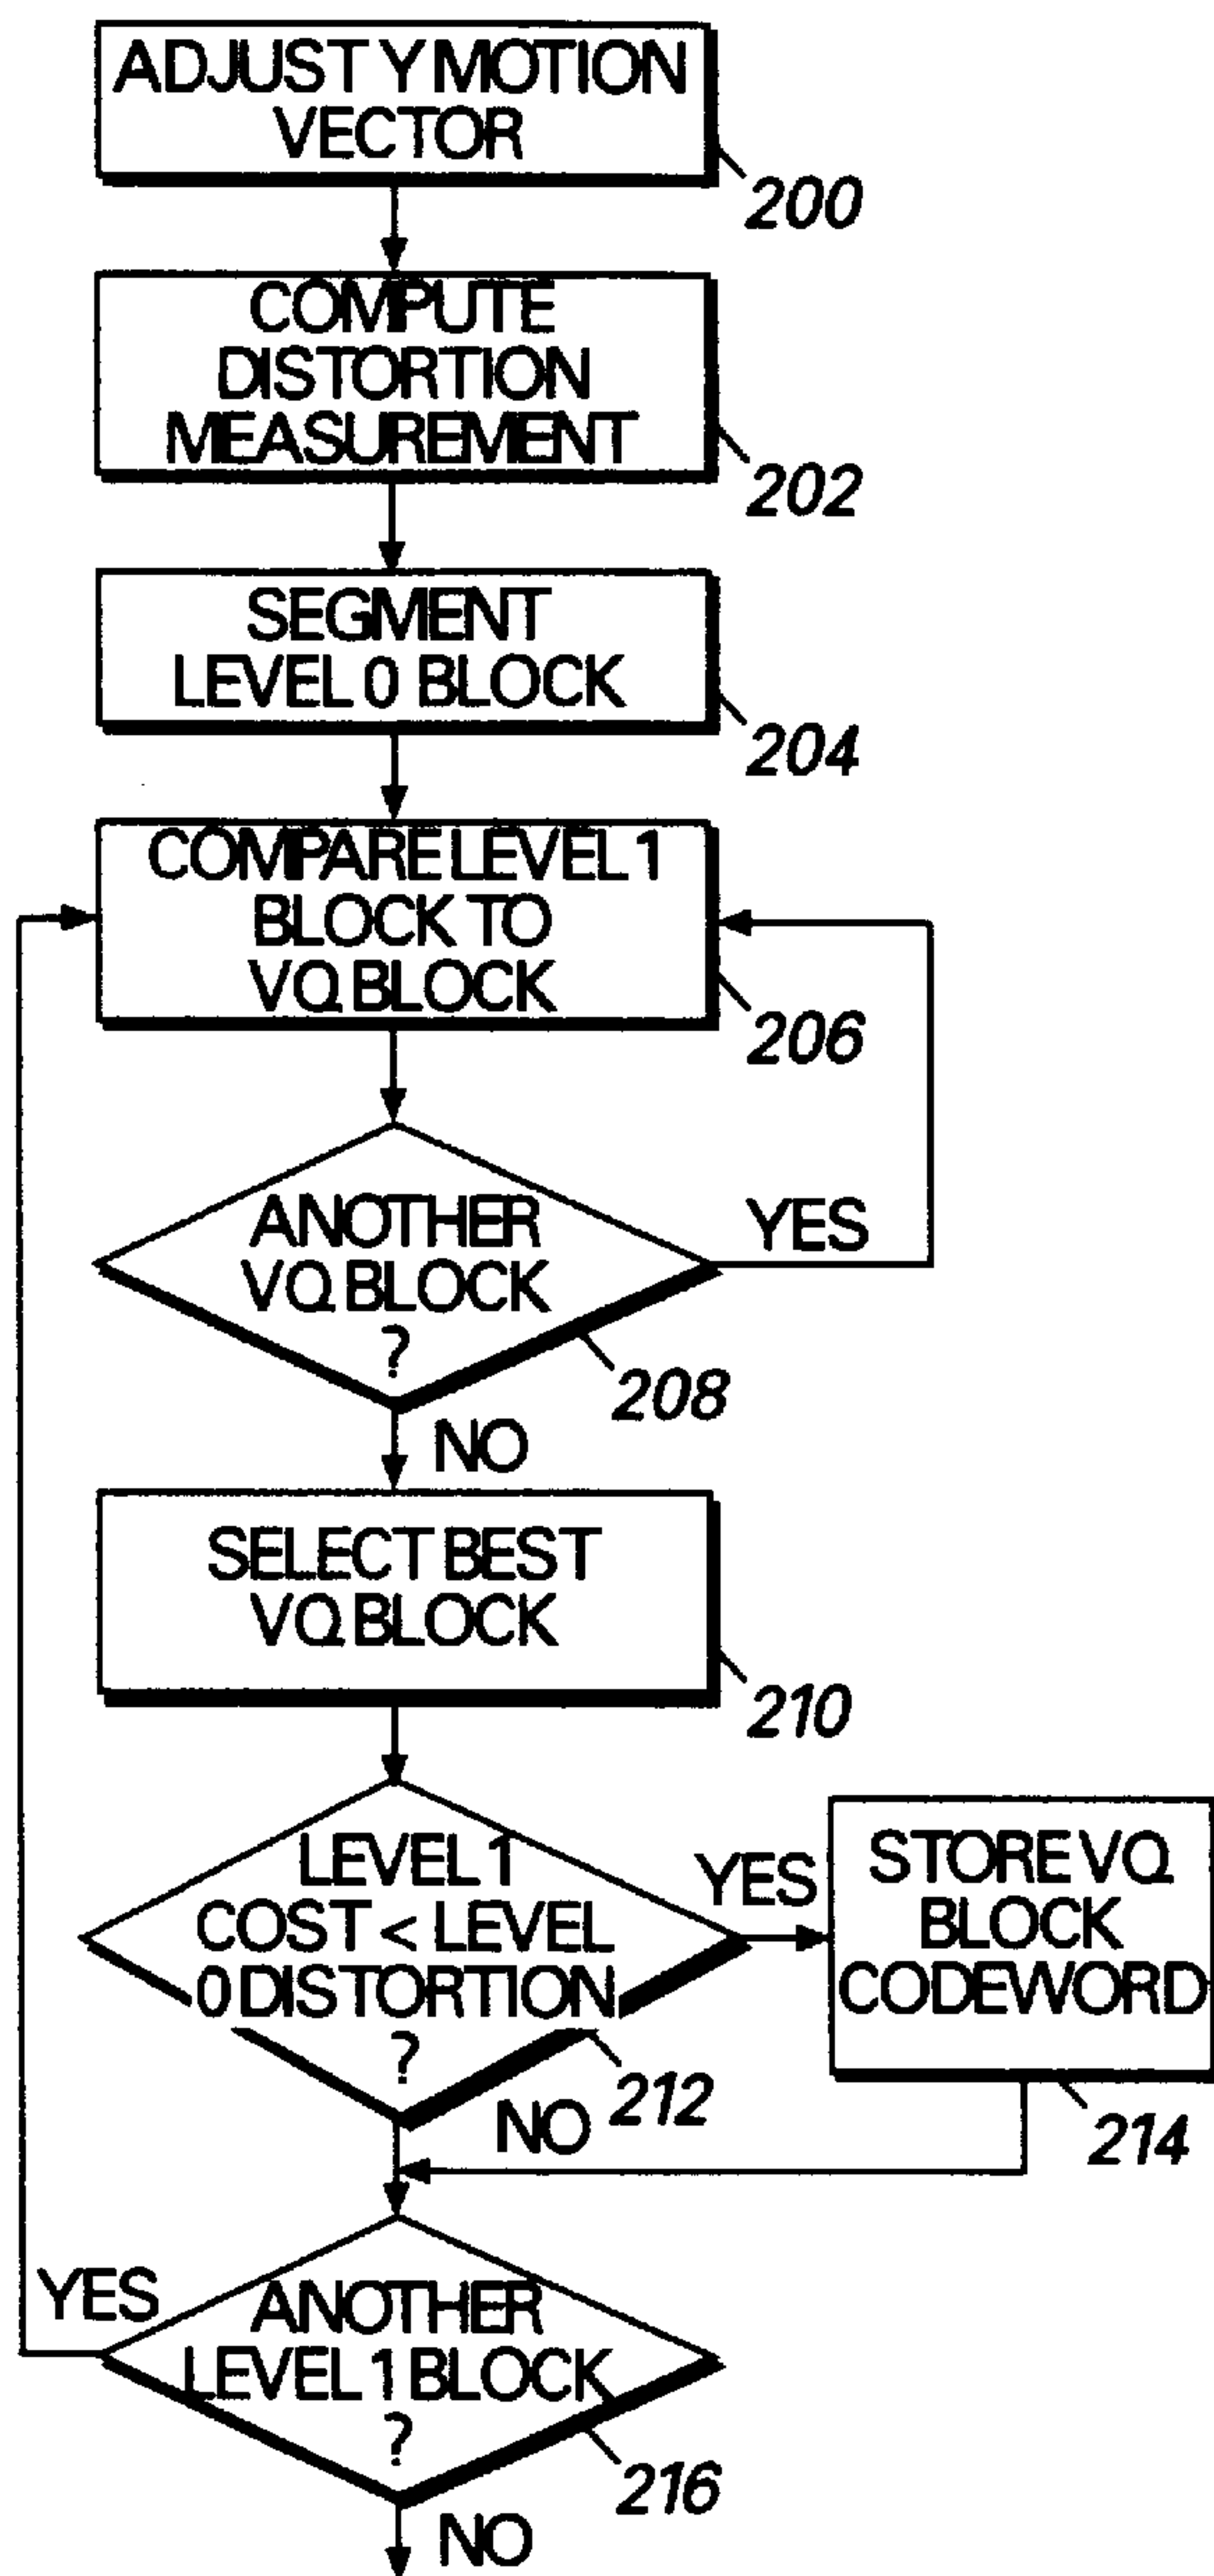 ADJUST Y MOTION
VECTOR
200
COMPUTE
DISTORTION
MEASUREMENT
202
SEGMENT
LEVEL 0 BLOCK
204
COMPARE LEVEL 1
BLOCK TO
VQ BLOCK
206
ANOTHER
VQ BLOCK
?
YES
208
NO
SELECT BEST
VQ BLOCK
210
LEVEL 1
COST < LEVEL
0 DISTORTION
?
YES
212
STORE VQ
BLOCK
CODEWORD
214
NO
YES
ANOTHER
LEVEL 1 BLOCK
?
216
NO